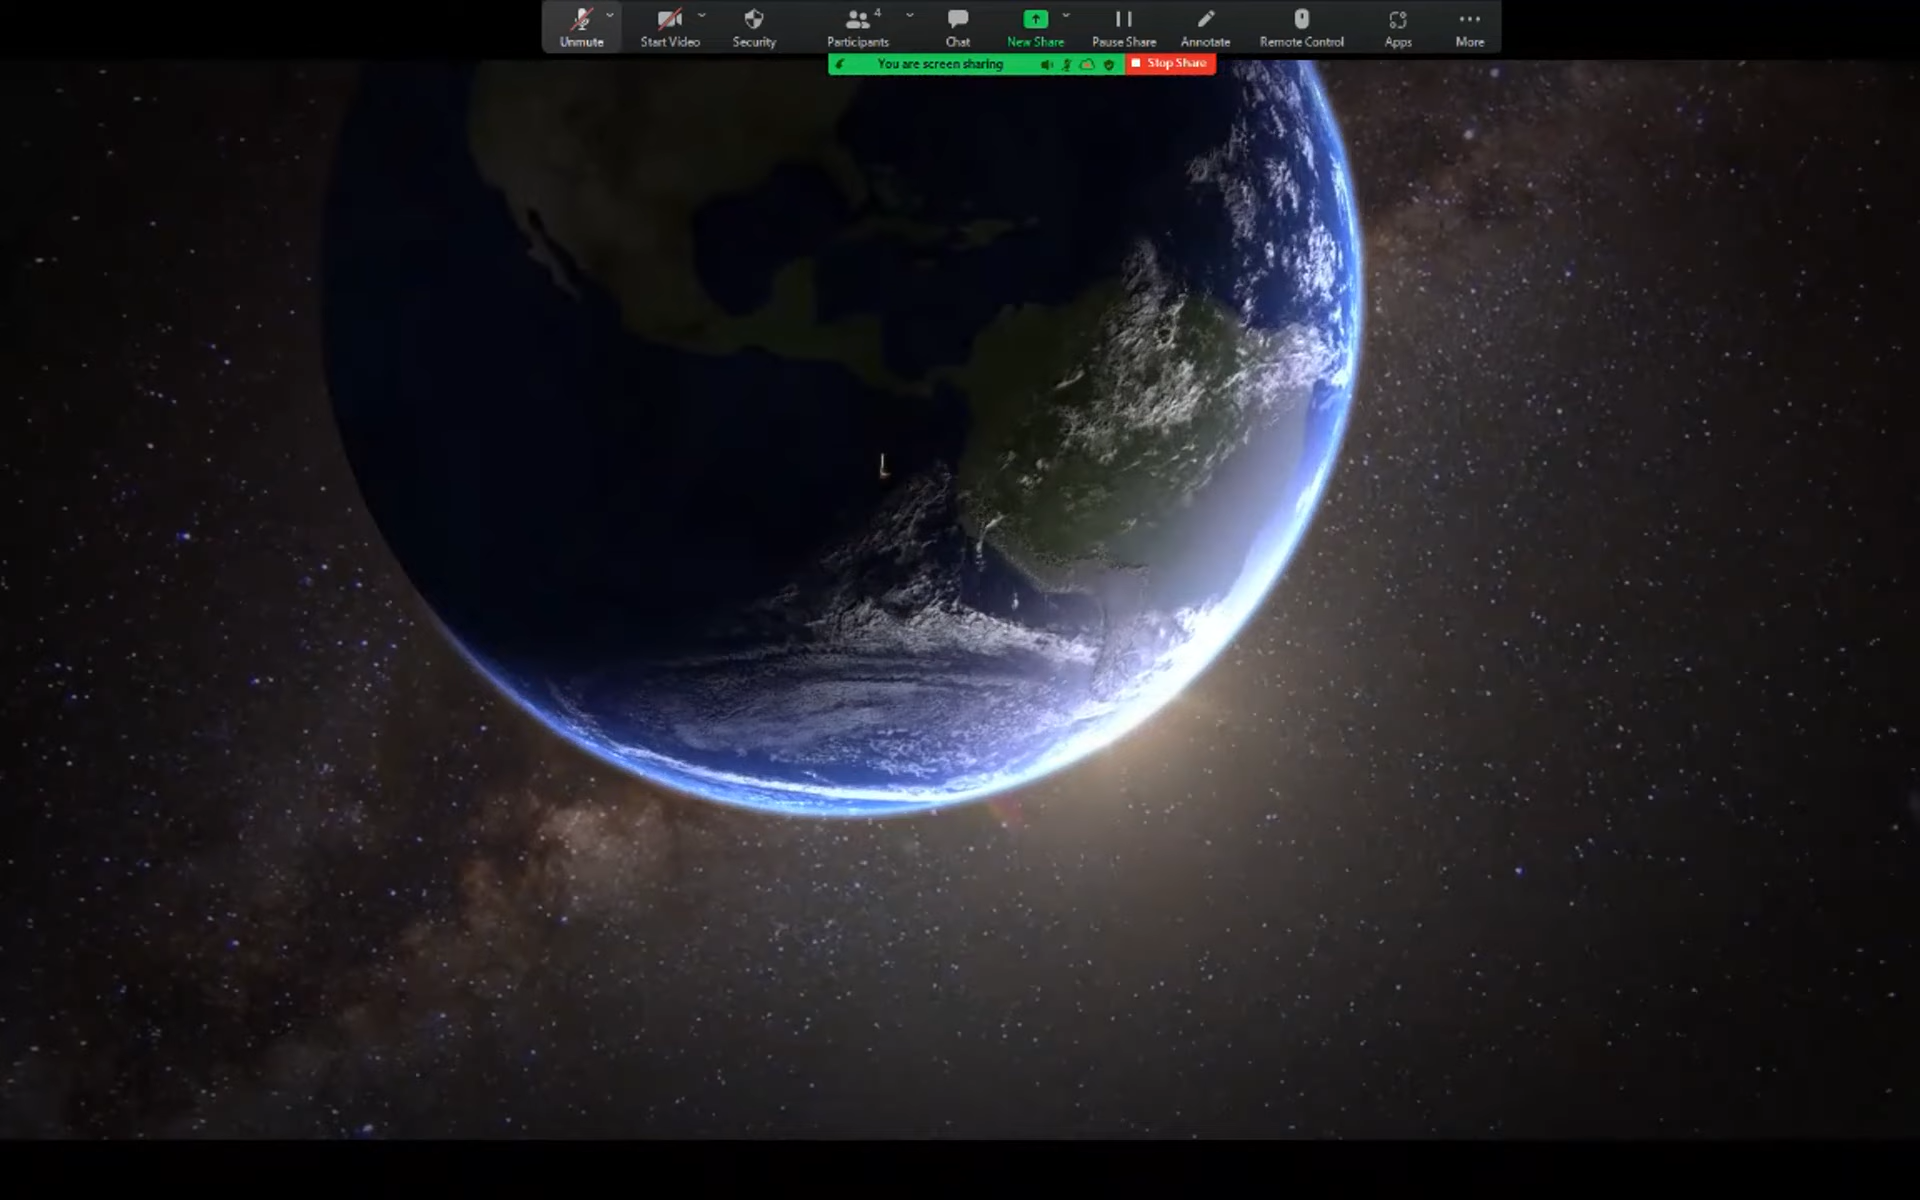 Unmute
Start Video
Security
4
Participants
Chat
New Share
Pause Share
Annotate
Remote Control
Apps
More
You are screen sharing
Stop Share